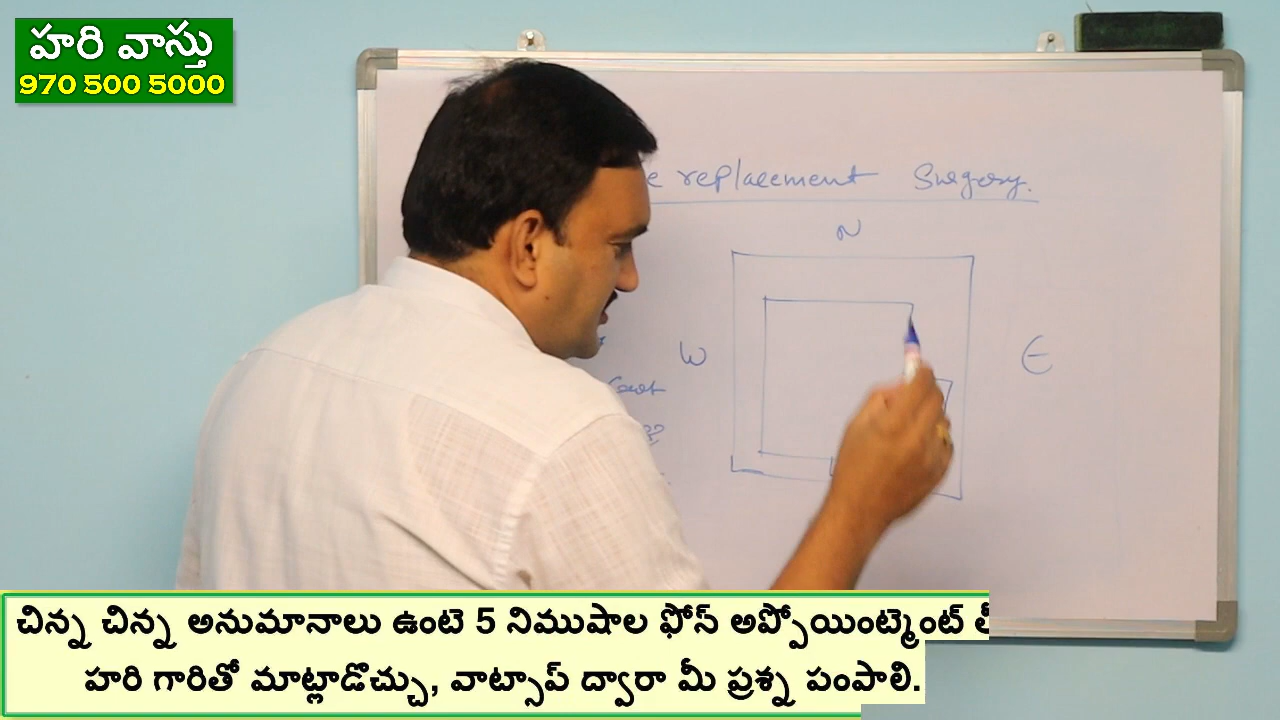 హరి వాస్తు
970 500 5000
replacement Surgery.
N
W
E
చిన్న చిన్న అనుమానాలు ఉంటె 5 నిముషాల ఫోన్ అప్పోయింట్మెంట్
హరి గారితో మాట్లాడొచ్చు, వాట్సాప్ ద్వారా మీ ప్రశ్న పంపాలి.